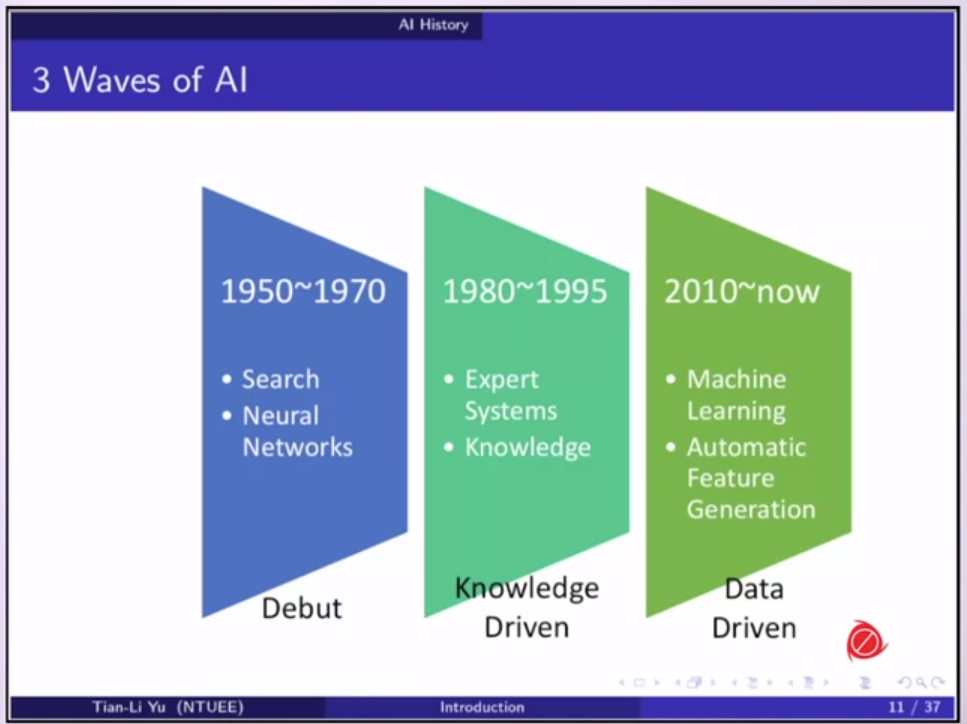 AI History
3 Waves of AI
1950~1970
• Search
• Neural
Networks
Debut
1980~1995
• Expert
Systems
• Knowledge
Knowledge
Driven
2010~now
• Machine
Learning
• Automatic
Feature
Generation
Data
Driven
Tian-Li Yu (NTUEE)
Introduction
11 / 37